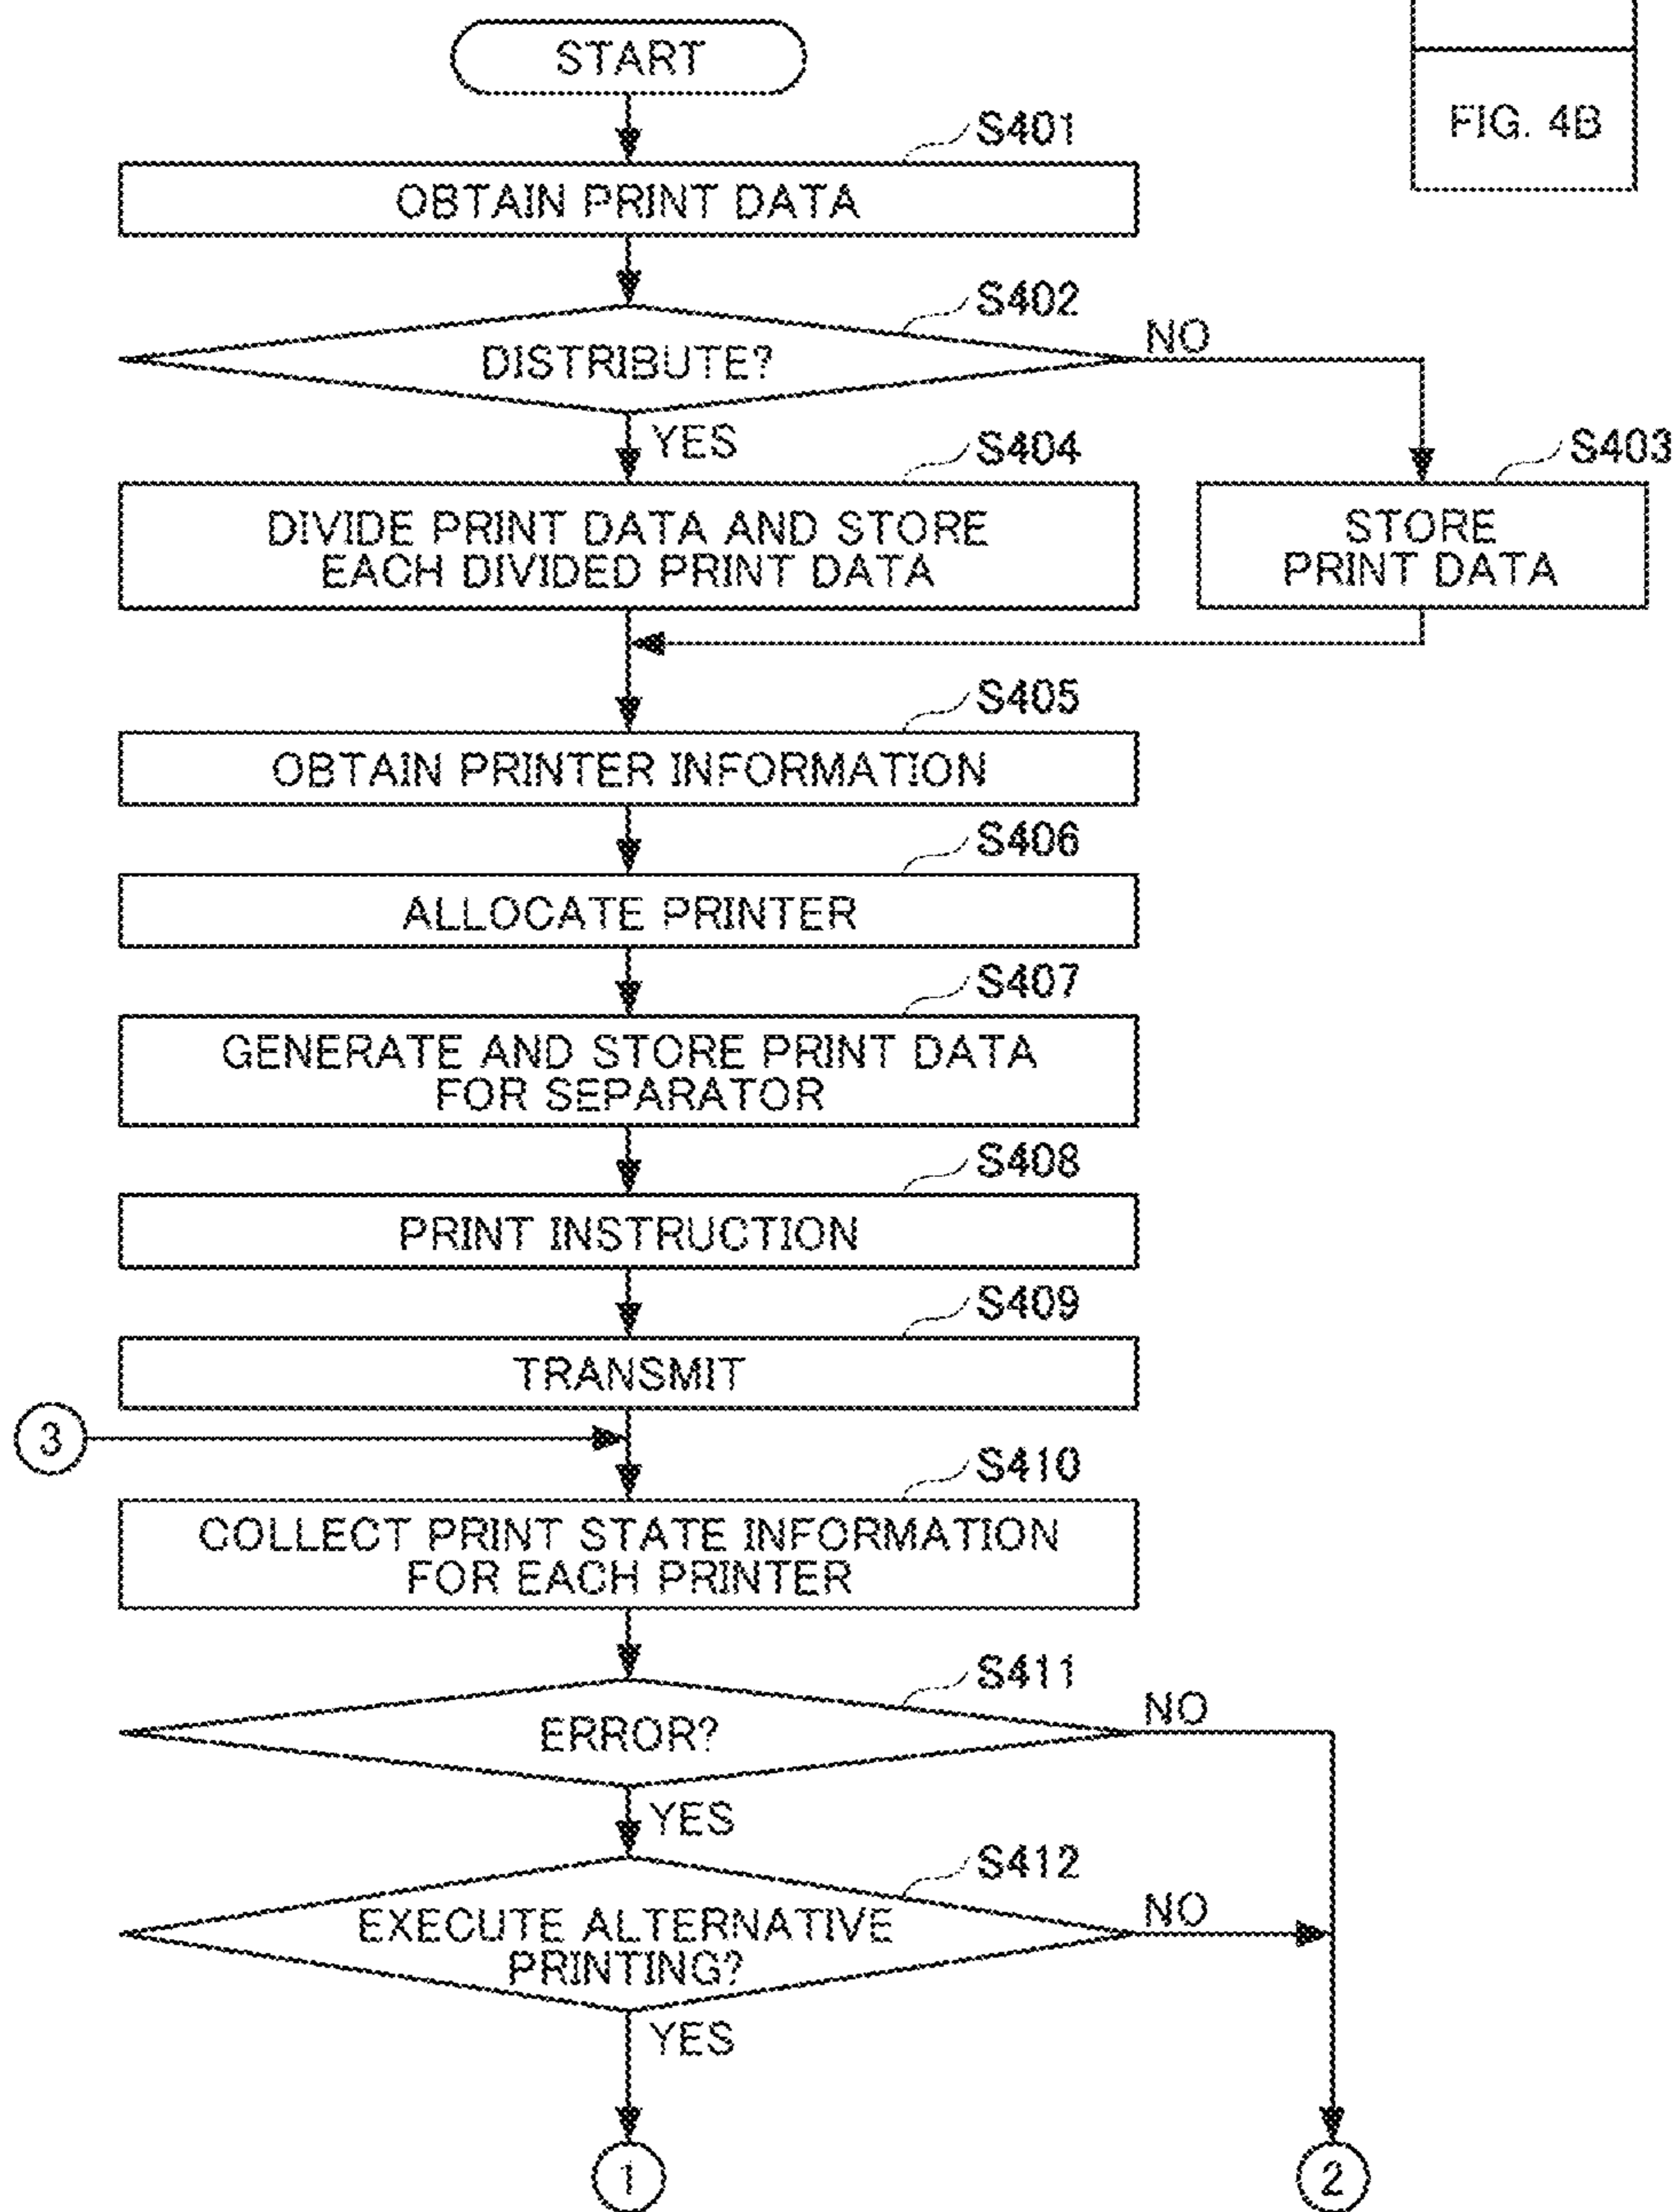 FIG. 4B
START
S401
OBTAIN PRINT DATA
S402
DISTRIBUTE?
NO
YES
S404
S403
DIVIDE PRINT DATA AND STORE
EACH DIVIDED PRINT DATA
STORE
PRINT DATA
S405
OBTAIN PRINTER INFORMATION
S406
ALLOCATE PRINTER
S407
GENERATE AND STORE PRINT DATA
FOR SEPARATOR
S408
PRINT INSTRUCTION
S409
TRANSMIT
3
S410
COLLECT PRINT STATE INFORMATION
FOR EACH PRINTER
S411
ERROR?
NO
YES
S412
EXECUTE ALTERNATIVE
PRINTING?
NO
YES
1
2